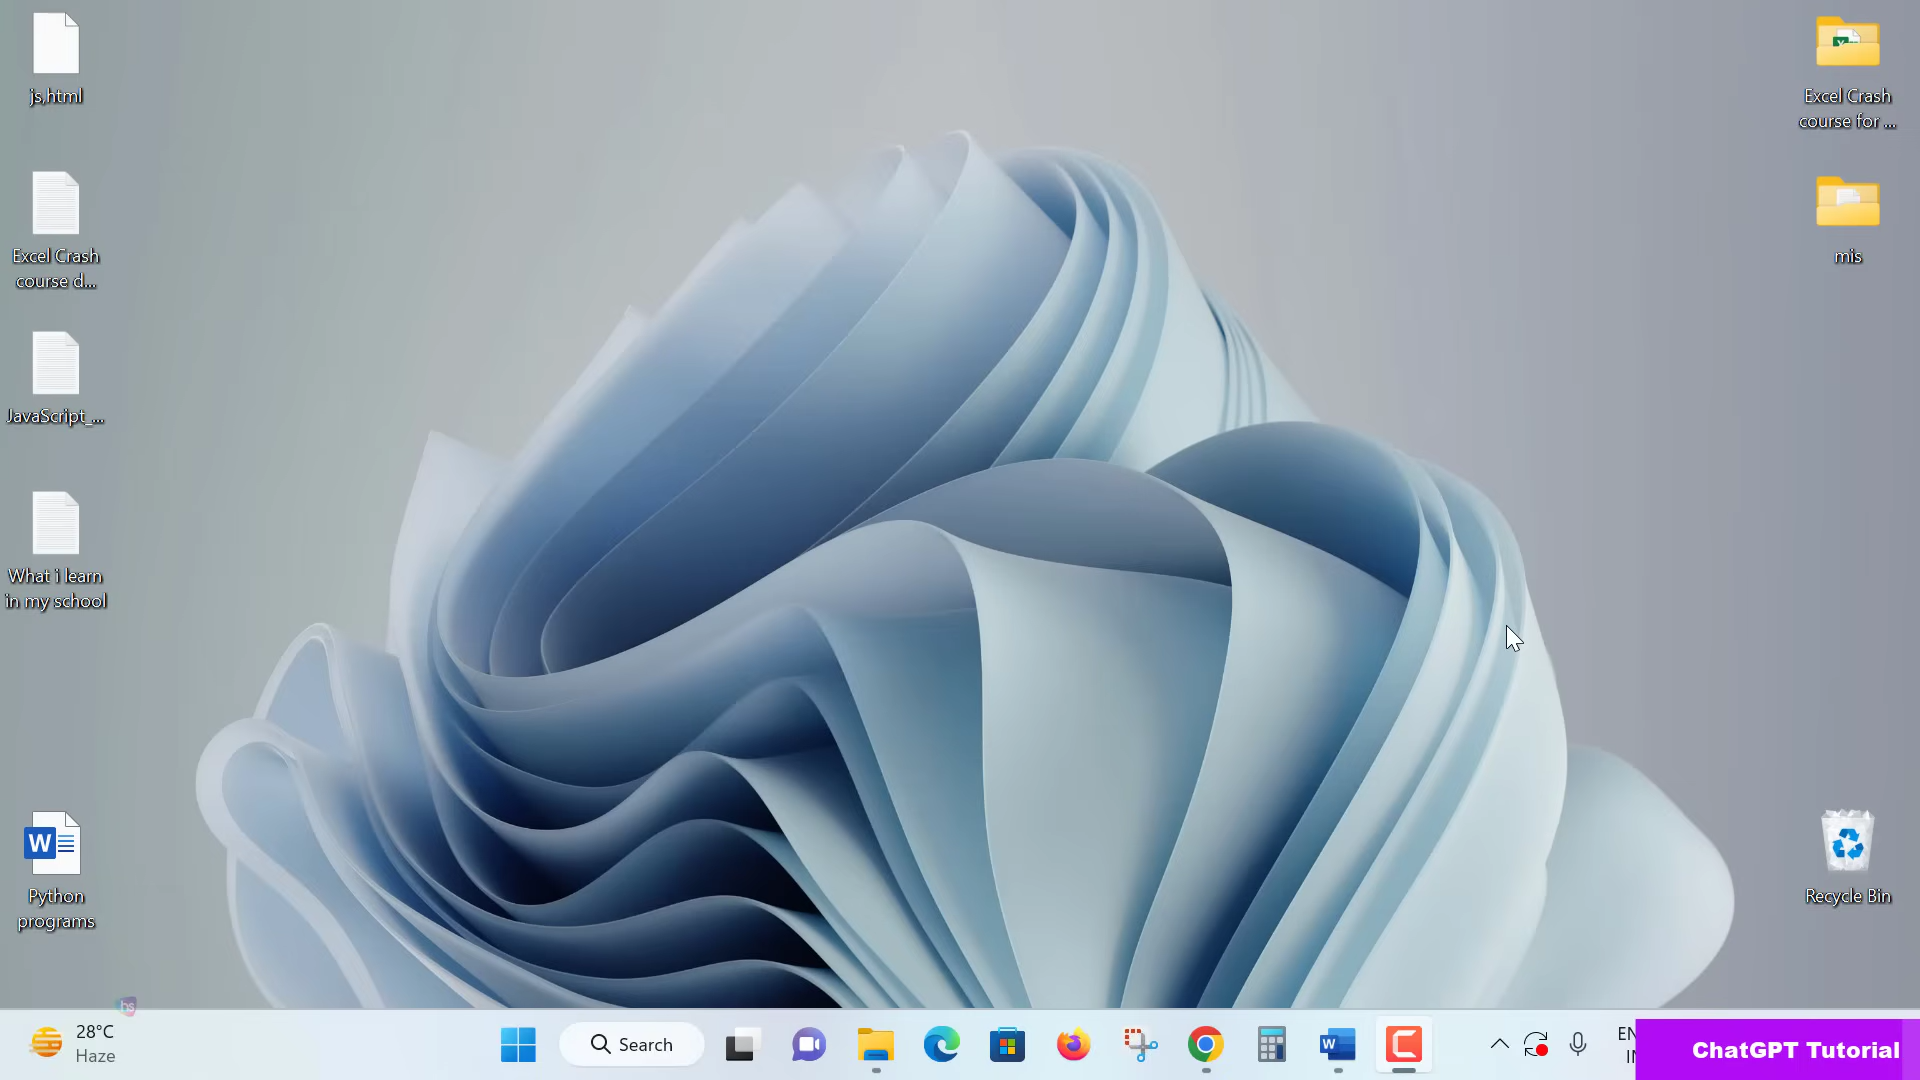 js,html
Excel Crash
course d...
JavaScript_...
What i learn
in my school
Python
programs
Excel Crash
course for ...
mis
Recycle Bin
28°C
Haze
Search
EN
IN
ChatGPT Tutorial